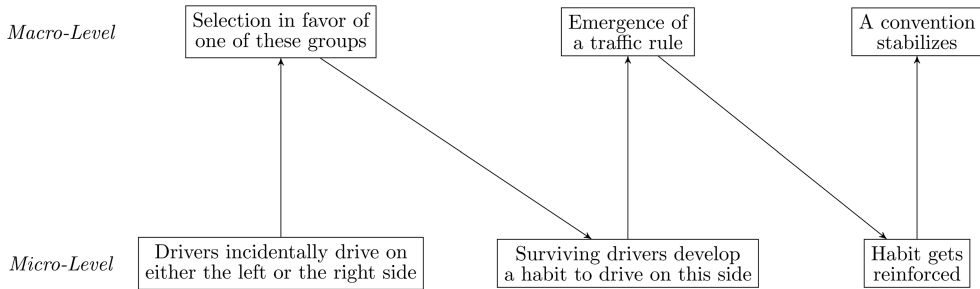 Macro-Level
Selection in favor of
one of these groups
Emergence of
a traffic rule
A convention
stabilizes
Micro-Level
Drivers incidentally drive on
either the left or the right side
Surviving drivers develop
a habit to drive on this side
Habit gets
reinforced